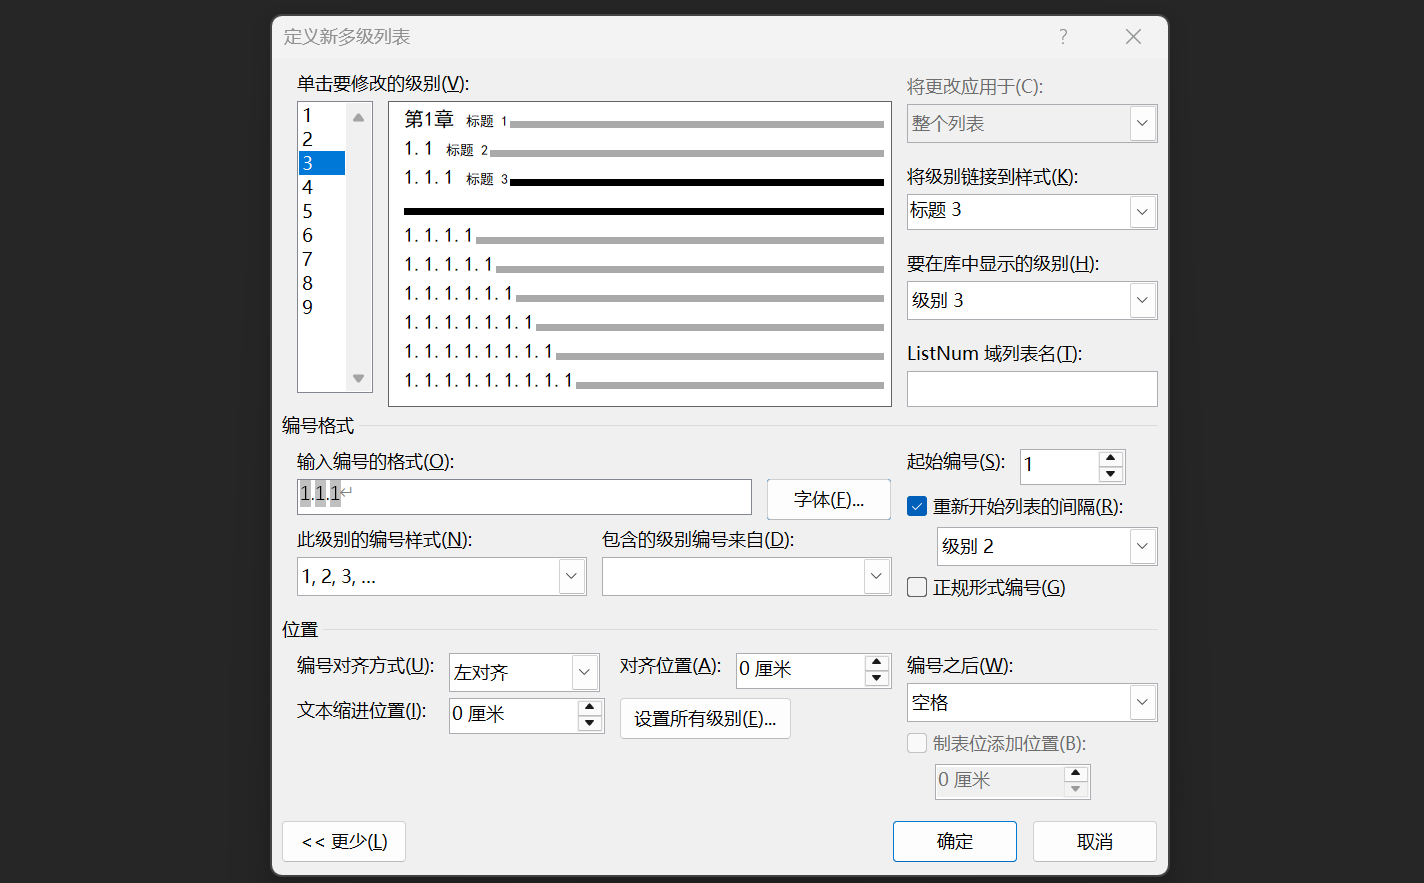 定义新多级列表
单击要修改的级别(V):
1
2
3
4
5
6
7
8
9
第1章 标题 1
1.1 标题 2
1.1.1 标题 3
1.1.1.1
1.1.1.1.1
1.1.1.1.1.1
1.1.1.1.1.1.1
1.1.1.1.1.1.1.1
1.1.1.1.1.1.1.1.1
将更改应用于(C):
整个列表
将级别链接到样式(K):
标题 3
要在库中显示的级别(H):
级别 3
ListNum 域列表名(T):
编号格式
输入编号的格式(O):
1.1.1↵
字体(F)...
起始编号(S): 1
重新开始列表的间隔(R):
级别 2
正规形式编号(G)
此级别的编号样式(N):
1, 2, 3, ...
包含的级别编号来自(D):
位置
编号对齐方式(U): 左对齐
对齐位置(A): 0 厘米
编号之后(W):
空格
文本缩进位置(I): 0 厘米
设置所有级别(E)...
制表位添加位置(B):
0 厘米
<< 更少(L)
确定
取消